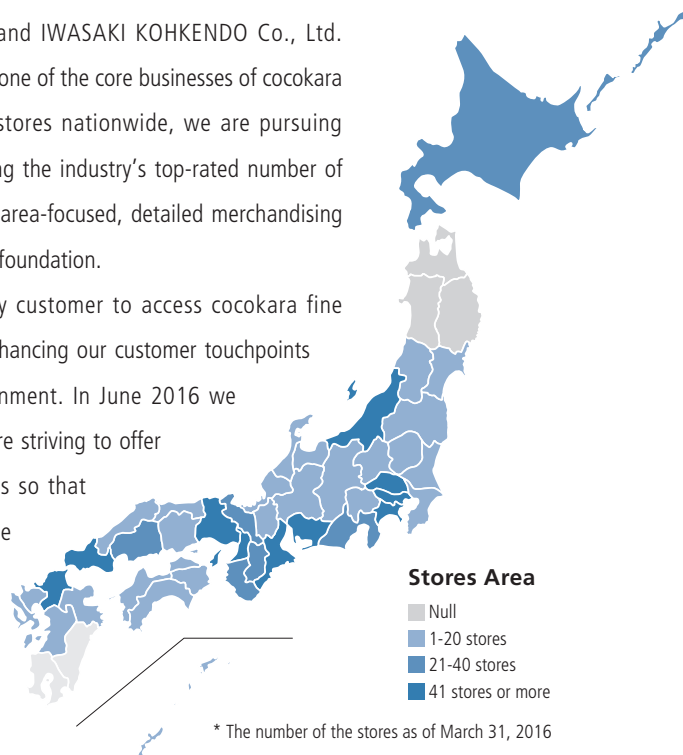 and IWASAKI KOHKENDO Co., Ltd.
one of the core businesses of cocokara
stores nationwide, we are pursuing
g the industry's top-rated number of
area-focused, detailed merchandising
foundation.
y customer to access cocokara fine
hancing our customer touchpoints
nment. In June 2016 we
re striving to offer
s so that
e
Stores Area
Null
1-20 stores
21-40 stores
41 stores or more
* The number of the stores as of March 31, 2016